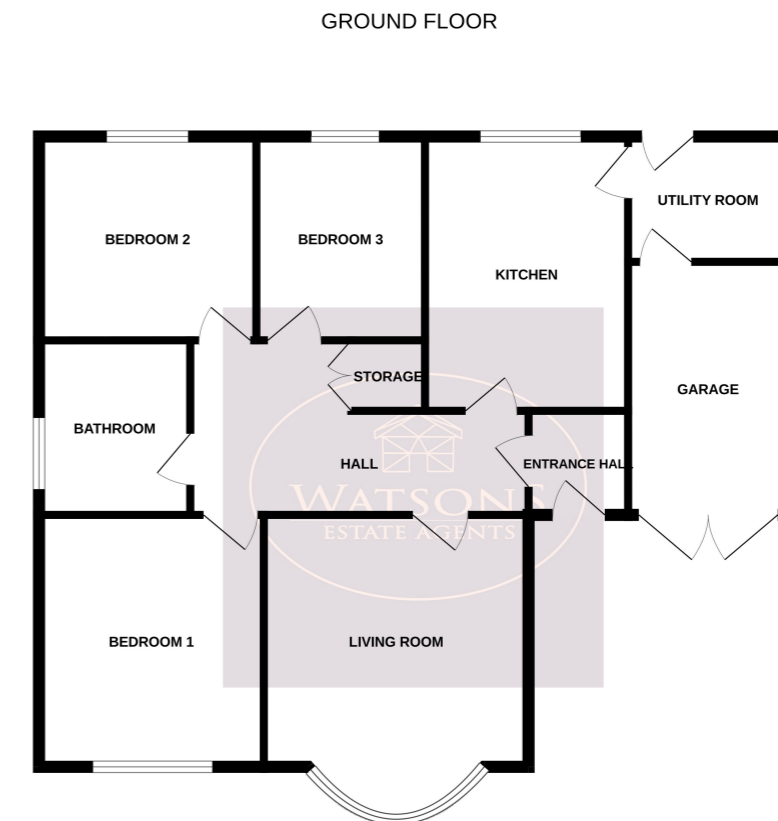 GROUND FLOOR
UTILITY ROOM
BEDROOM 2
BEDROOM 3
KITCHEN
STORAGE
GARAGE
BATHROOM
HALL
ENTRANCE HALL
WATSONS
ESTATE AGENTS
BEDROOM 1
LIVING ROOM